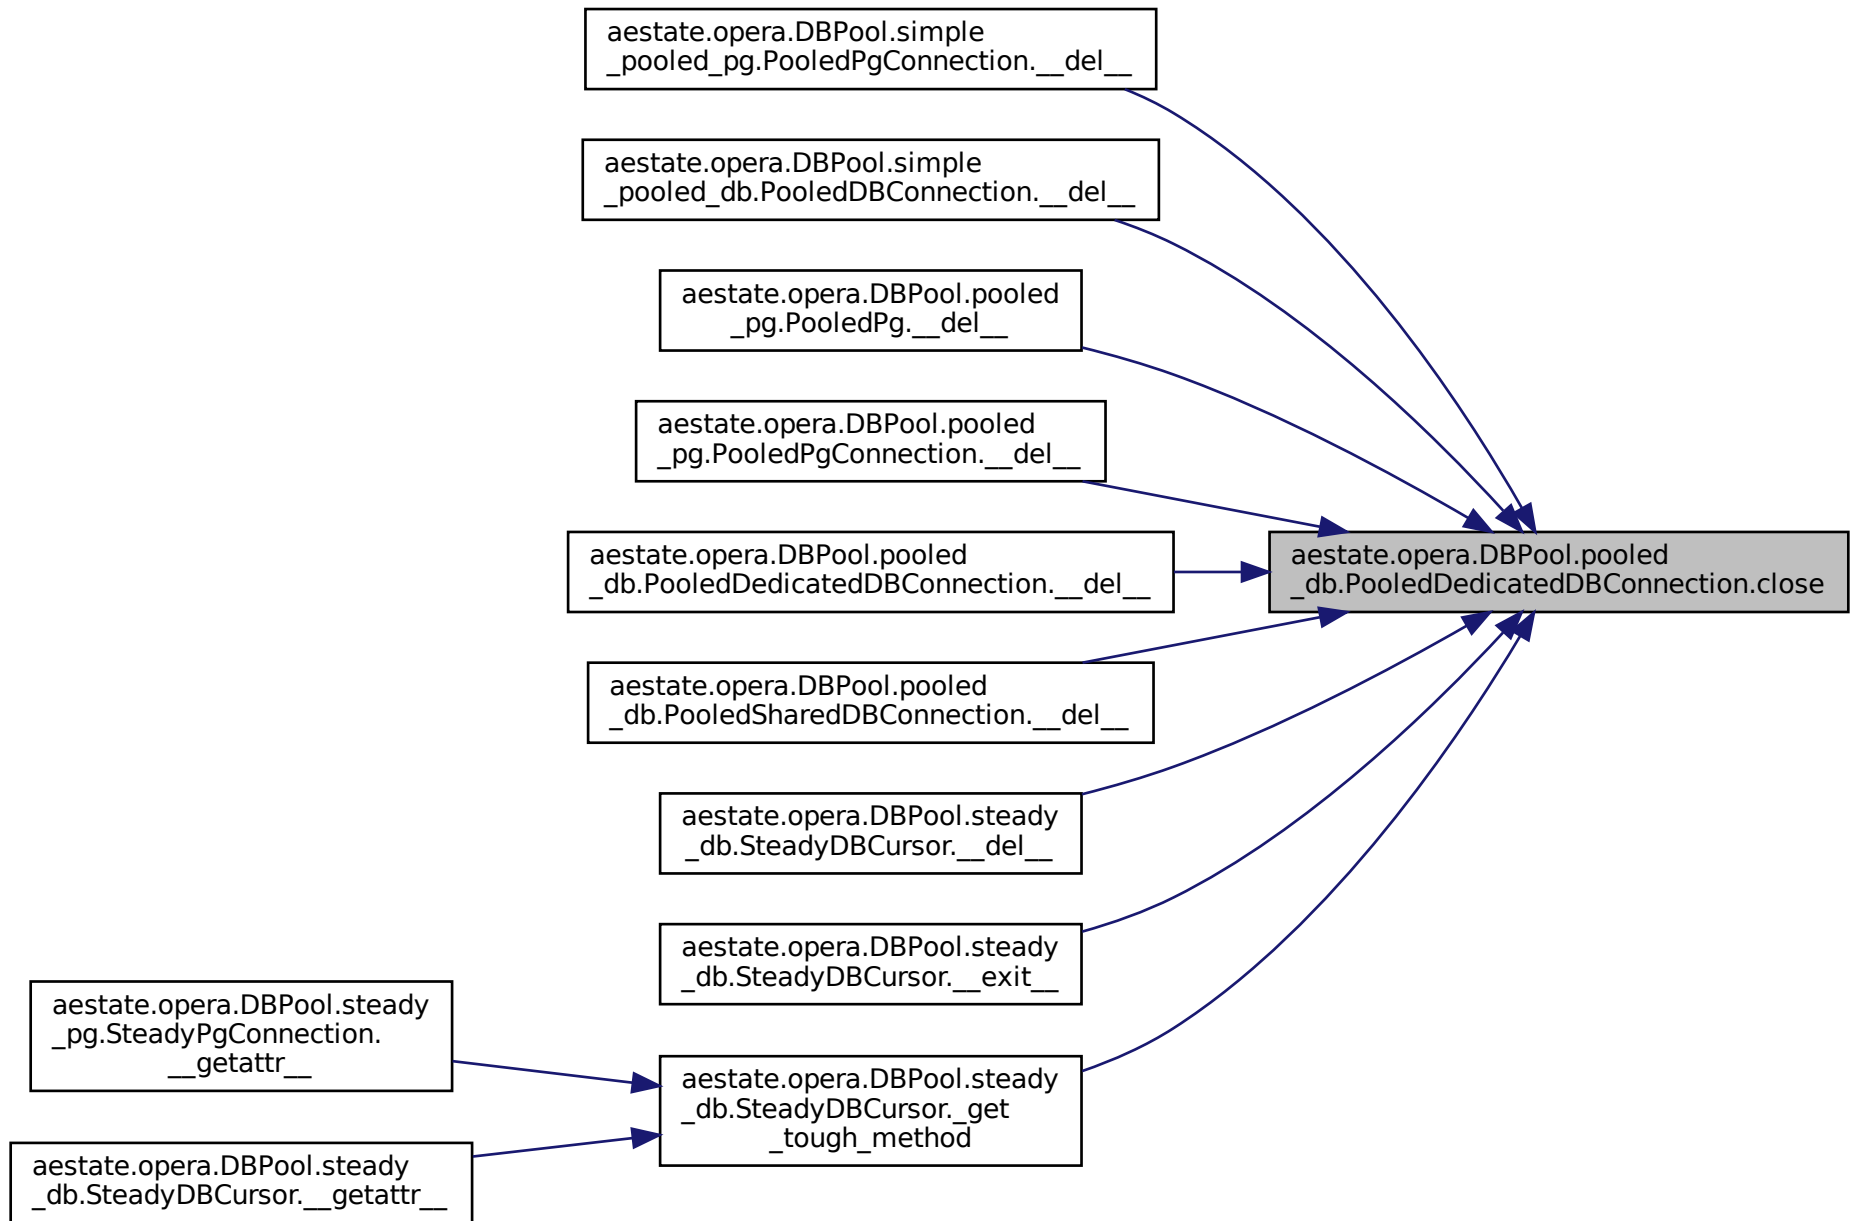 aestate.opera.DBPool.simple
_pooled_pg.PooledPgConnection.__del__
aestate.opera.DBPool.simple
_pooled_db.PooledDBConnection.__del__
aestate.opera.DBPool.pooled
_pg.PooledPg.__del__
aestate.opera.DBPool.pooled
_pg.PooledPgConnection.__del__
aestate.opera.DBPool.pooled
_db.PooledDedicatedDBConnection.__del__
aestate.opera.DBPool.pooled
_db.PooledDedicatedDBConnection.close
aestate.opera.DBPool.pooled
_db.PooledSharedDBConnection.__del__
aestate.opera.DBPool.steady
_db.SteadyDBCursor.__del__
aestate.opera.DBPool.steady
_db.SteadyDBCursor.__exit__
aestate.opera.DBPool.steady
_pg.SteadyPgConnection.
__getattr__
aestate.opera.DBPool.steady
_db.SteadyDBCursor._get
_tough_method
aestate.opera.DBPool.steady
_db.SteadyDBCursor.__getattr__